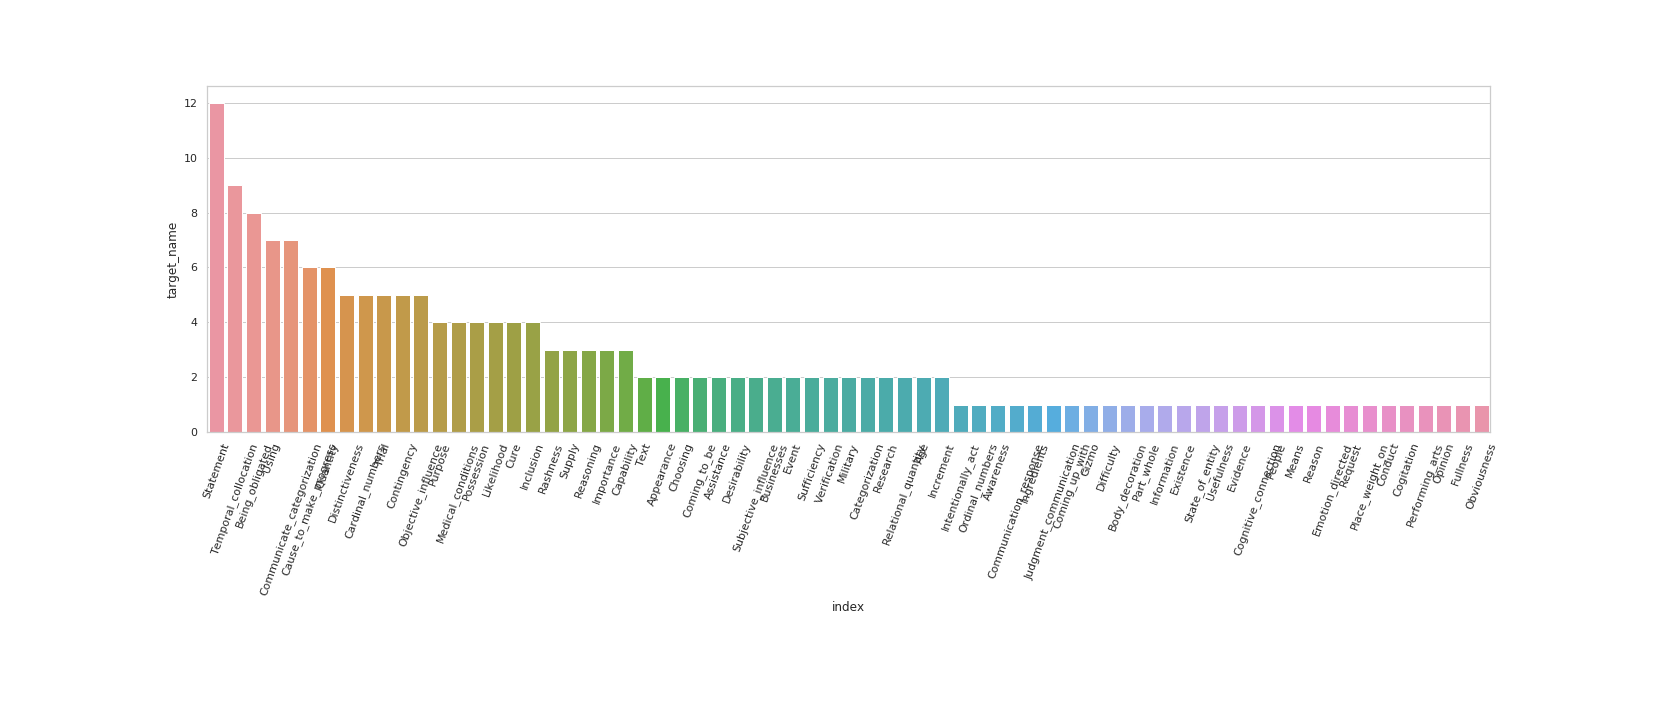 12
10
8
6
4
2
0
target_name
Statement
Temporal_collocation
Being_obligated
Using
Communicate_categorization
Cause_to_make_progress
Distinctiveness
Cardinal_numbers
Trial
Contingency
Objective_influence
Purpose
Medical_conditions
Possession
Likelihood
Cure
Inclusion
Rashness
Supply
Reasoning
Importance
Capability
Text
Appearance
Choosing
Coming_to_be
Assistance
Desirability
Subjective_influence
Businesses
Event
Sufficiency
Verification
Military
Categorization
Research
Relational_quantity
Age
Increment
Intentionally_act
Ordinal_numbers
Awareness
Communication_response
Ingredients
Judgment_communication
Coming_up_with
Gizmo
Difficulty
Body_decoration
Part_whole
Information
Existence
State_of_entity
Usefulness
Evidence
Cognitive_connection
People
Means
Reason
Emotion_directed
Request
Place_weight_on
Conduct
Cogitation
Performing_arts
Opinion
Fullness
Obviousness
index